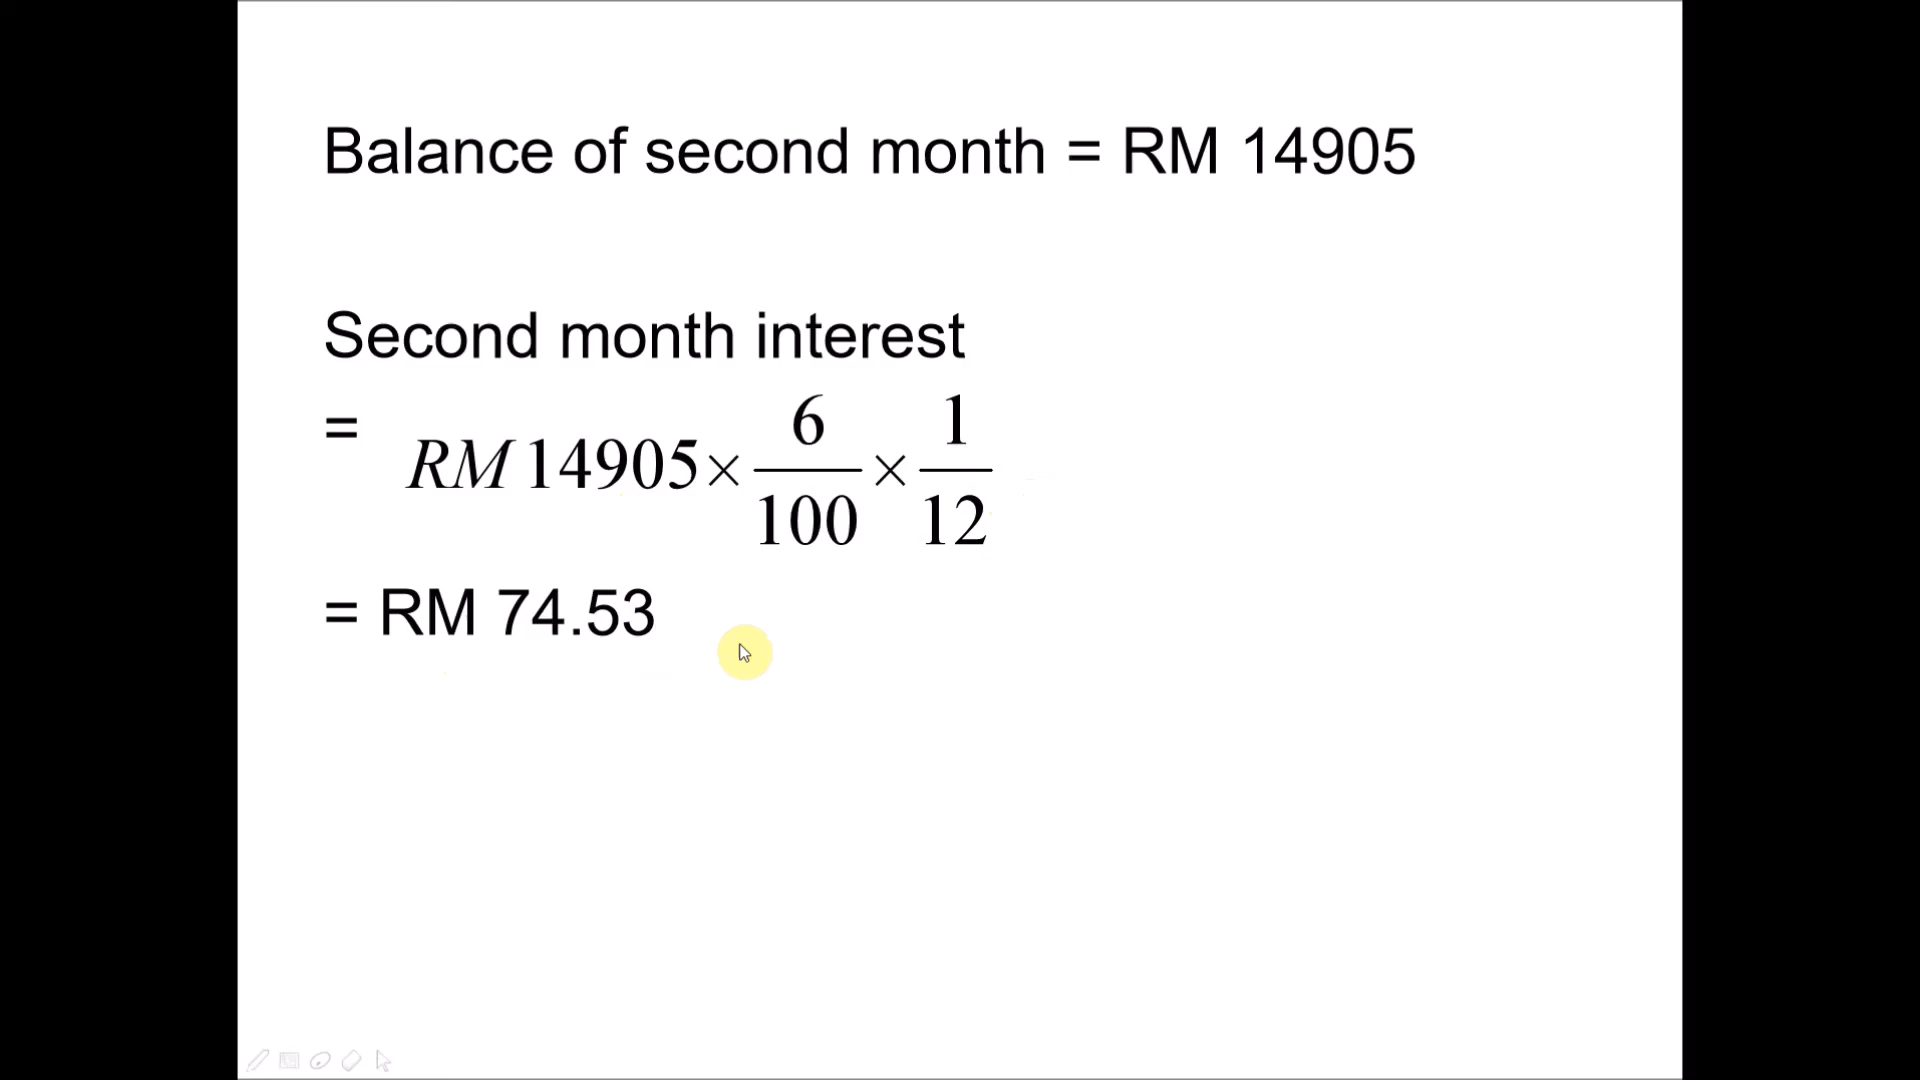 Balance of second month = RM 14905
Second month interest
= RM 14905 × 6/100 × 1/12
= RM 74.53